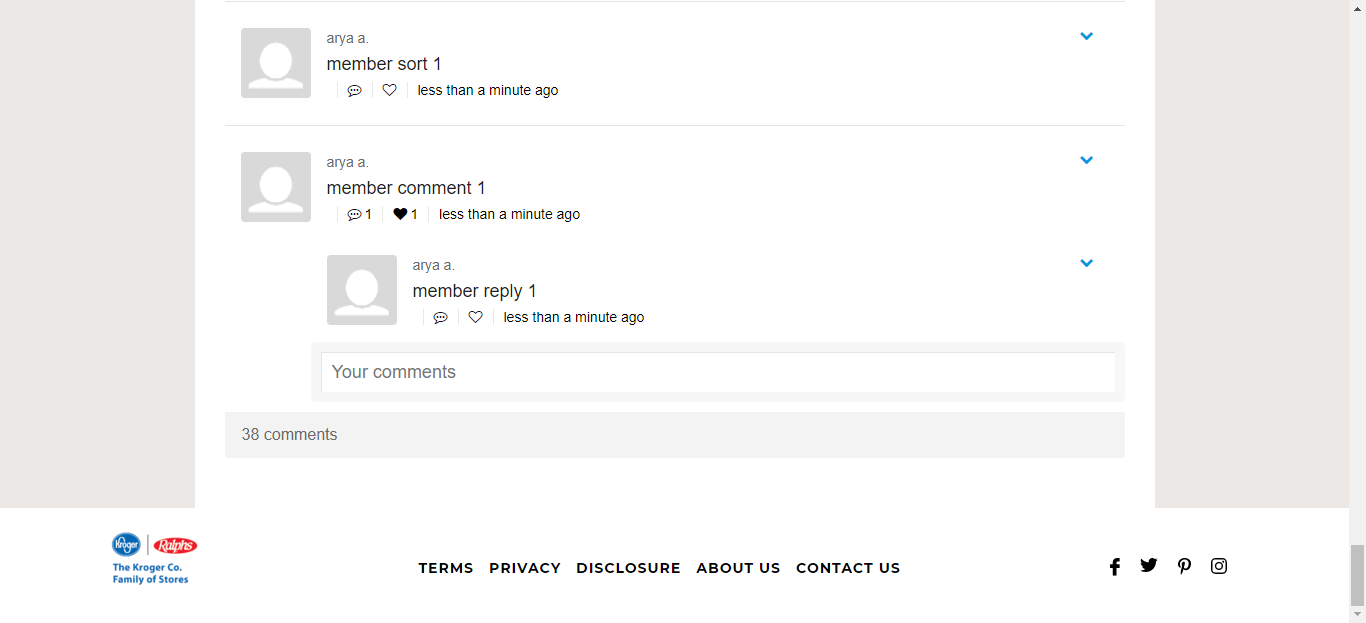 arya a.
member sort 1
less than a minute ago
arya a.
member comment 1
1 1 less than a minute ago
arya a.
member reply 1
less than a minute ago
Your comments
38 comments
Kroger Ralphs
The Kroger Co.
Family of Stores
TERMS PRIVACY DISCLOSURE ABOUT US CONTACT US